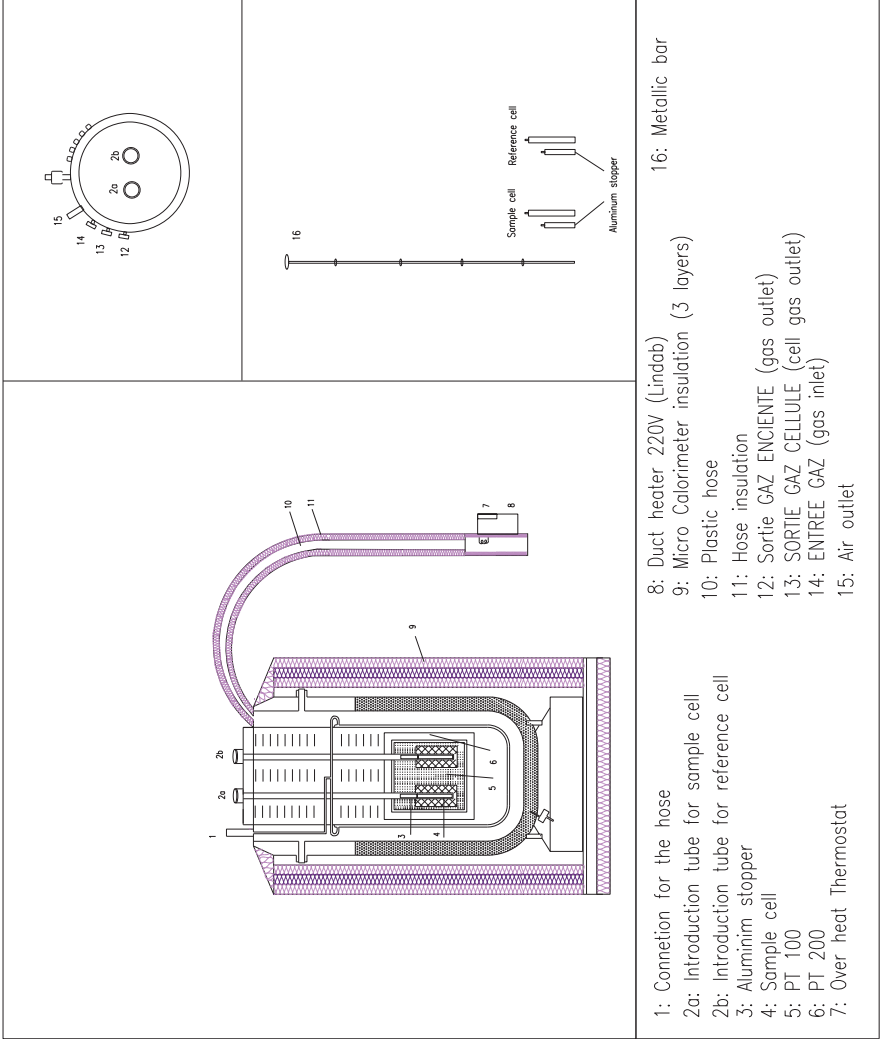 1
2a
2b
3
4
5
6
9
10
11
7
8
15
14
13
12
2a
2b
16
Sample cell
Reference cell
Aluminum stopper
1: Connetion for the hose
2a: Introduction tube for sample cell
2b: Introduction tube for reference cell
3: Aluminim stopper
4: Sample cell
5: PT 100
6: PT 200
7: Over heat Thermostat
8: Duct heater 220V (Lindab)
9: Micro Calorimeter insulation (3 layers)
10: Plastic hose
11: Hose insulation
12: Sortie GAZ ENCIENTE (gas outlet)
13: SORTIE GAZ CELLULE (cell gas outlet)
14: ENTREE GAZ (gas inlet)
15: Air outlet
16: Metallic bar